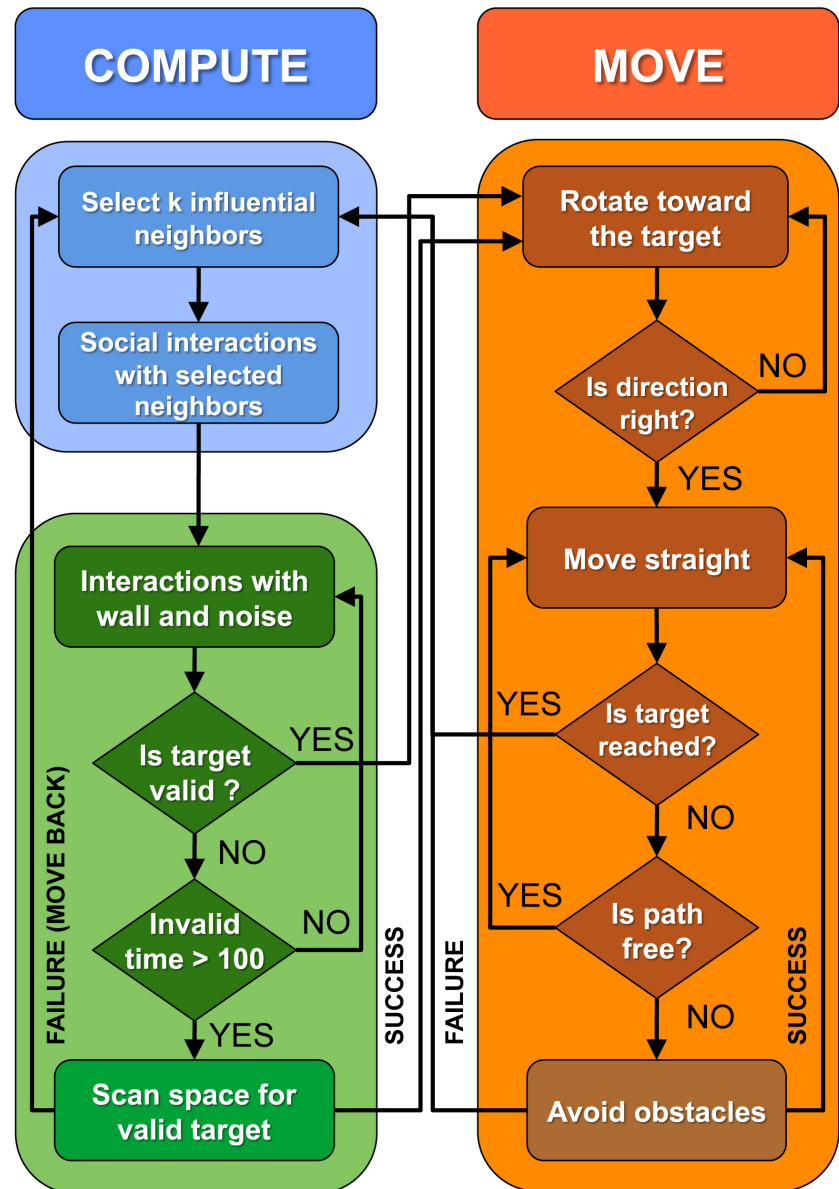 COMPUTE
Select k influential
neighbors
Social interactions
with selected
neighbors
Interactions with
wall and noise
Is target
valid ?
YES
NO
Invalid
time > 100
NO
YES
Scan space for
valid target
FAILURE (MOVE BACK)
SUCCESS
FAILURE
MOVE
Rotate toward
the target
Is direction
right?
NO
YES
Move straight
Is target
reached?
YES
NO
Is path
free?
YES
NO
Avoid obstacles
SUCCESS